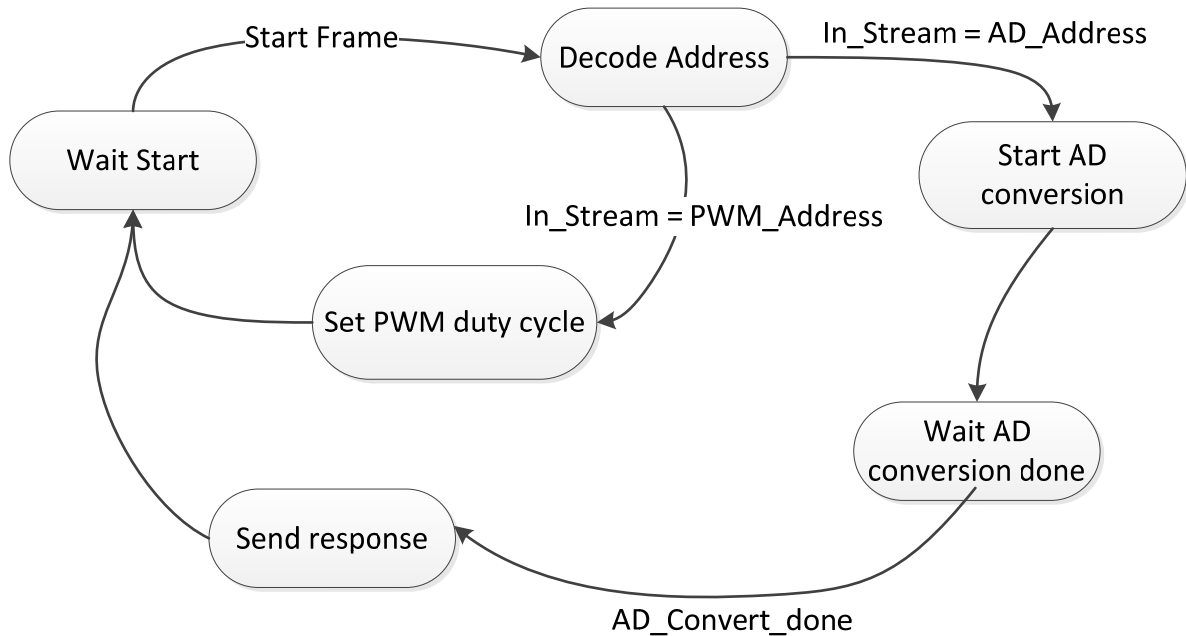 Start Frame
In_Stream = AD_Address
Decode Address
Wait Start
Start AD
conversion
In_Stream = PWM_Address
Set PWM duty cycle
Wait AD
conversion done
Send response
AD_Convert_done